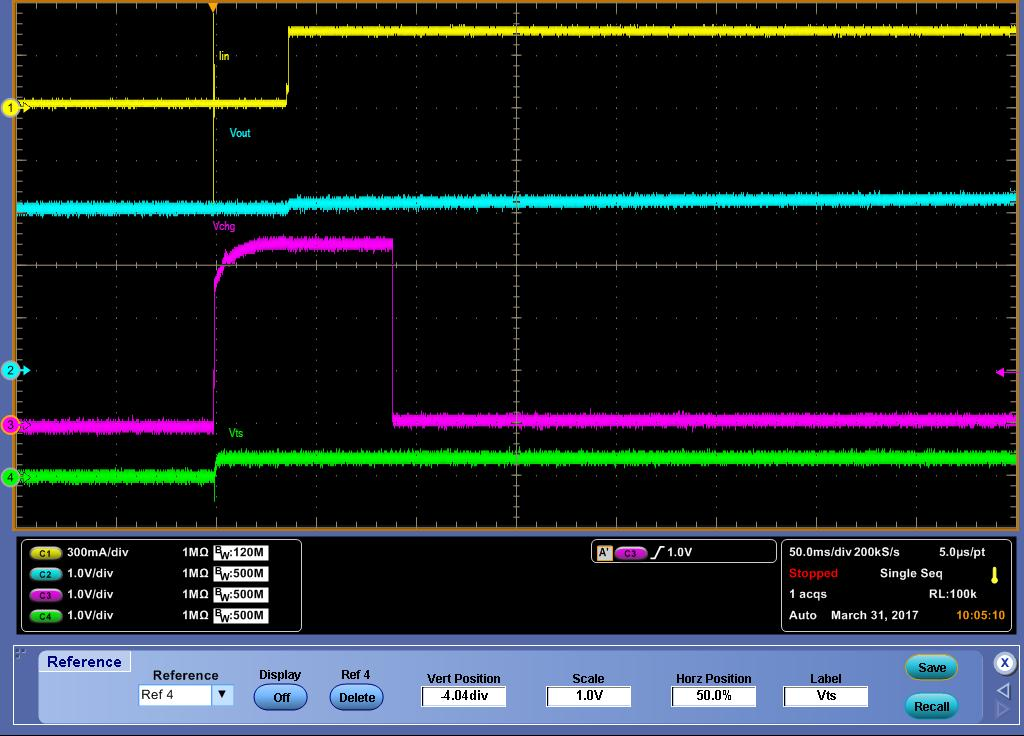 Iin
1
Vout
Vchg
2
3
Vts
4
C1 300mA/div 1MΩ BW:120M
C2 1.0V/div 1MΩ BW:500M
C3 1.0V/div 1MΩ BW:500M
C4 1.0V/div 1MΩ BW:500M
A' C3 1.0V
50.0ms/div 200kS/s 5.0µs/pt
Stopped Single Seq
1 acqs RL:100k
Auto March 31, 2017 10:05:10
Reference
Reference Display Ref 4 Vert Position Scale Horz Position Label
Ref 4 Off Delete -4.04div 1.0V 50.0% Vts
Save
Recall
X